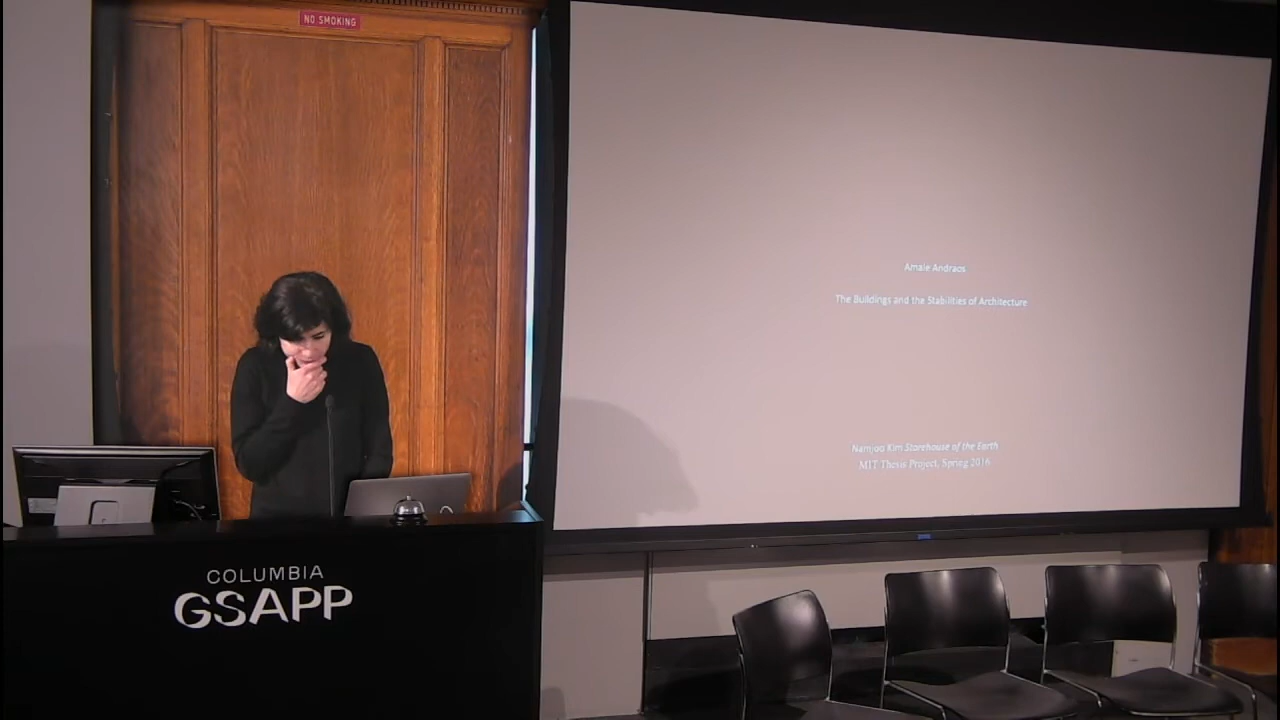 NO SMOKING
Amale Andraos
The Buildings and the Stabilities of Architecture
Namjoo Kim Storehouse of the Earth
MIT Thesis Project, Spring 2016
COLUMBIA
GSAPP